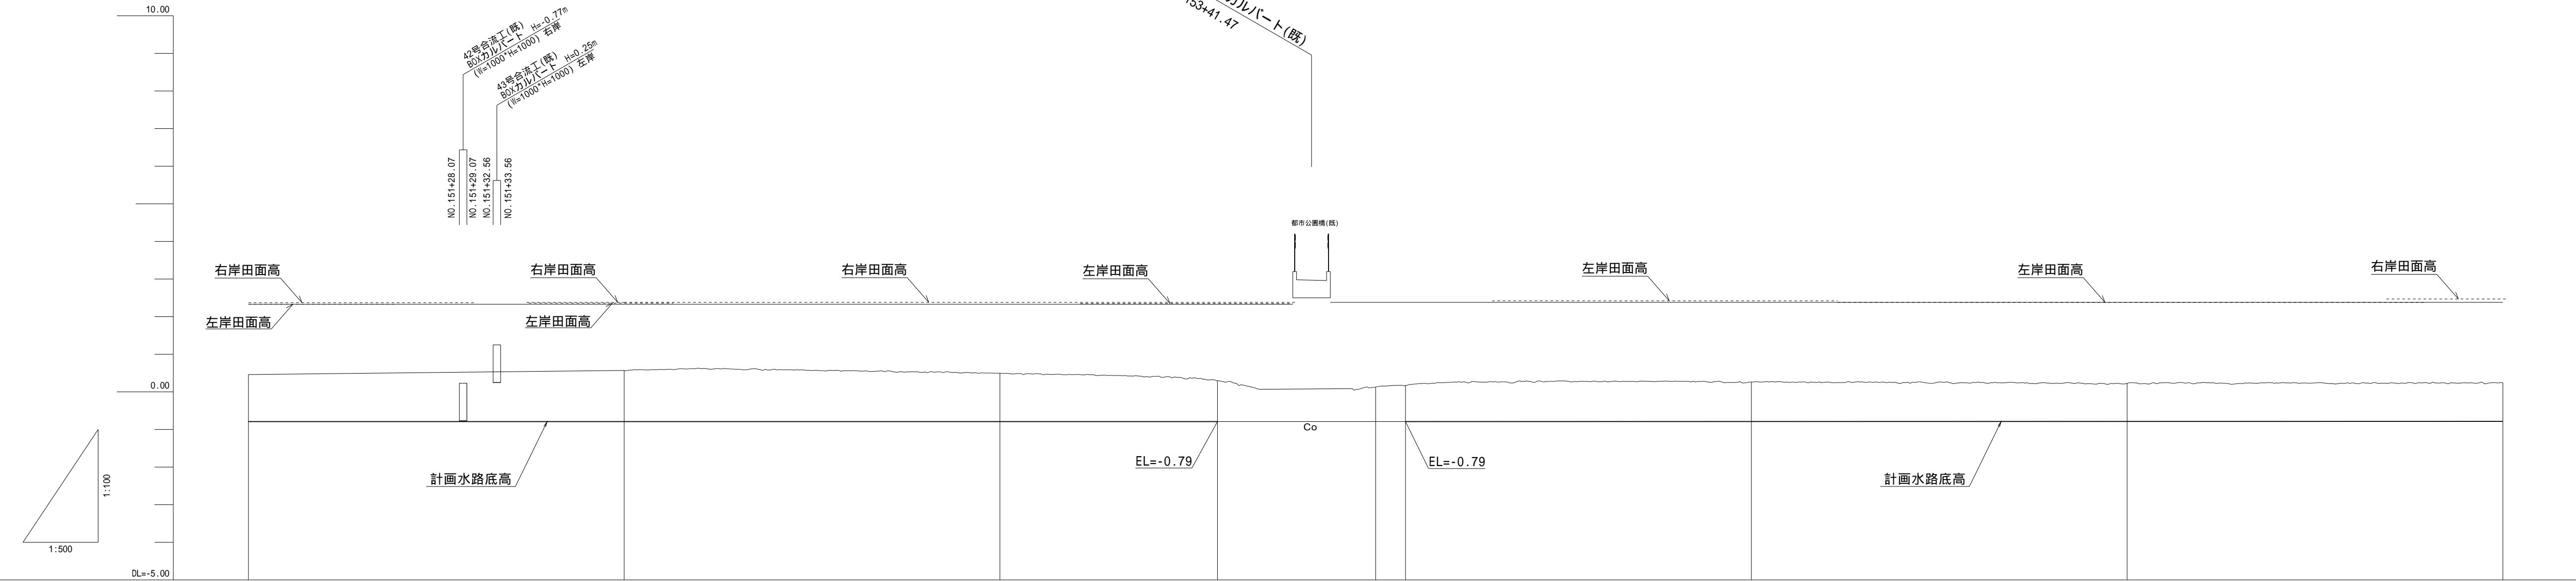 10.00
42号合流工(既)
BOXカルバート H=-0.77m
(W=1000*H=1000) 右岸
43号合流工(既)
BOXカルバート H=0.25m
(W=1000*H=1000) 左岸
カルバート(既)
153+41.47
NO.151+28.07
NO.151+29.07
NO.151+32.56
NO.151+33.56
都市公園橋(既)
右岸田面高
右岸田面高
右岸田面高
左岸田面高
左岸田面高
左岸田面高
右岸田面高
左岸田面高
左岸田面高
0.00
Co
EL=-0.79
EL=-0.79
計画水路底高
計画水路底高
1:100
1:500
DL=-5.00